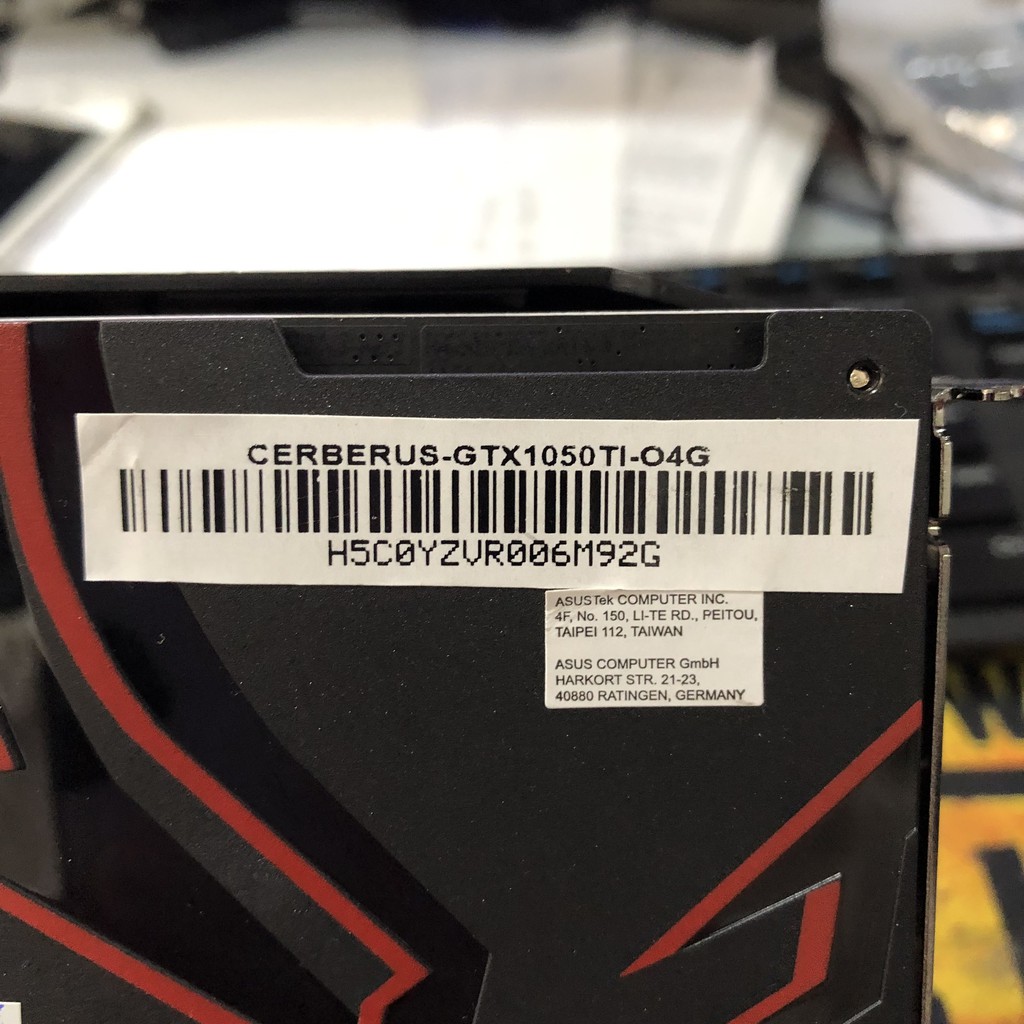 CERBERUS-GTX1050TI-O4G
H5C0YZVR006M92G
ASUSTek COMPUTER INC.
4F, No. 150, LI-TE RD., PEITOU,
TAIPEI 112, TAIWAN
ASUS COMPUTER GmbH
HARKORT STR. 21-23,
40880 RATINGEN, GERMANY